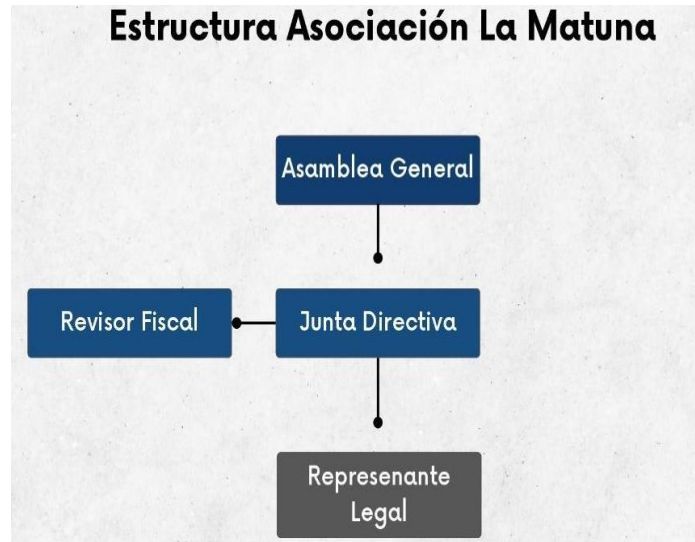 Estructura Asociación La Matuna
Asamblea General
Revisor Fiscal
Junta Directiva
Represenante
Legal